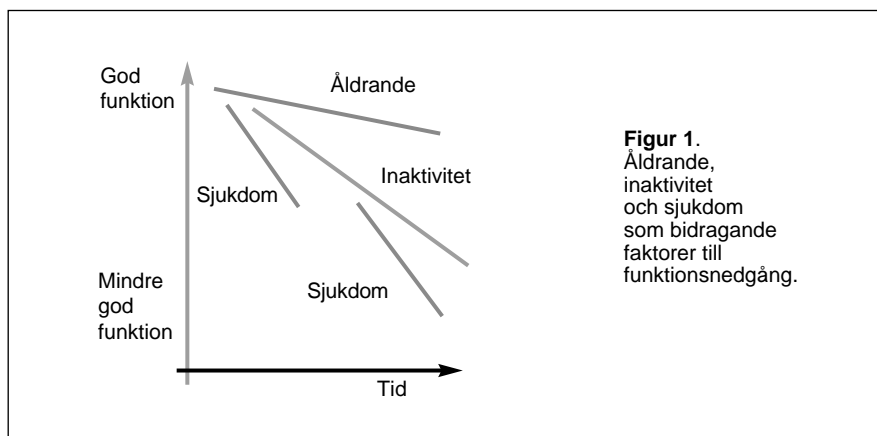 God
funktion
Åldrande
Inaktivitet
Sjukdom
Sjukdom
Mindre
god
funktion
Tid
Figur 1.
Åldrande,
inaktivitet
och sjukdom
som bidragande
faktorer till
funktionsnedgång.